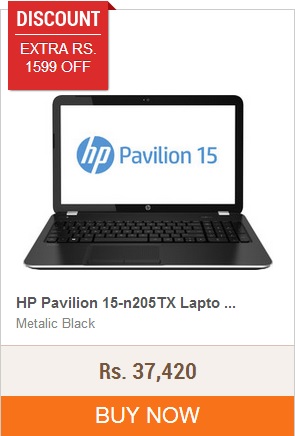 DISCOUNT
EXTRA RS.
1599 OFF
hp Pavilion 15
HP Pavilion 15-n205TX Lapto ...
Metalic Black
Rs. 37,420
BUY NOW